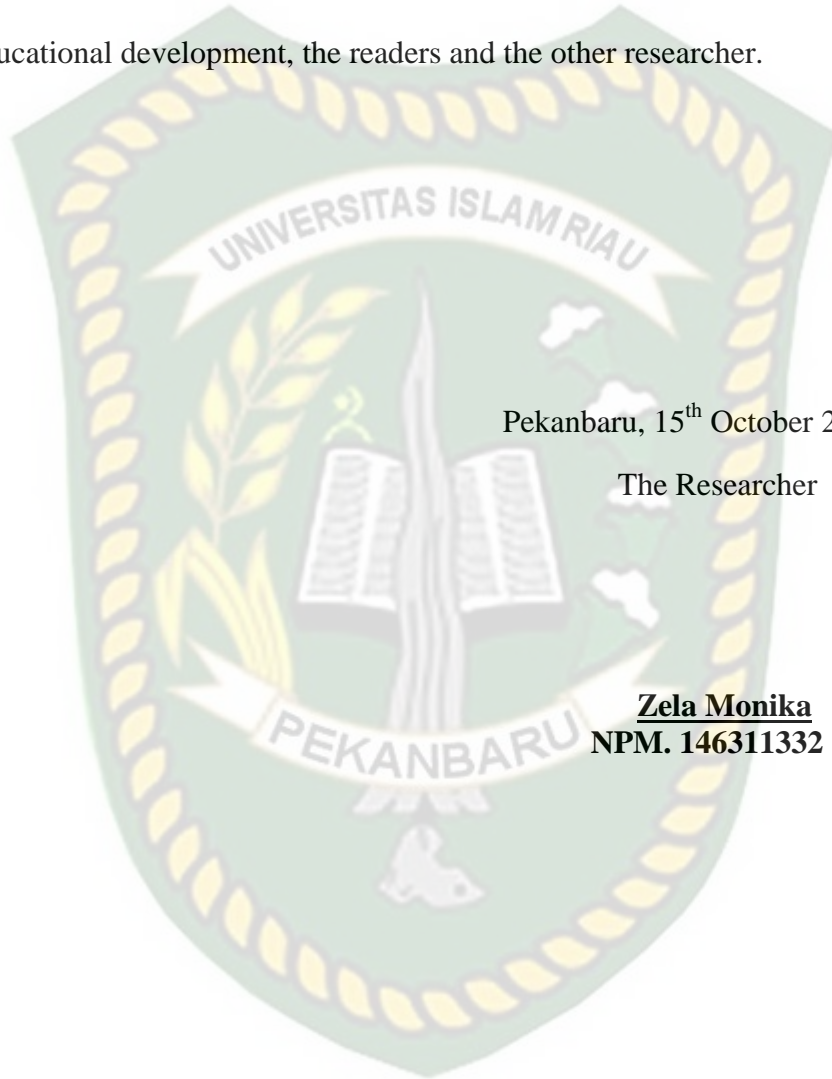 ucational development, the readers and the other researcher.
UNIVERSITAS ISLAM RIAU
Pekanbaru, 15th October 2
The Researcher
Zela Monika
NPM. 146311332
PEKANBARU